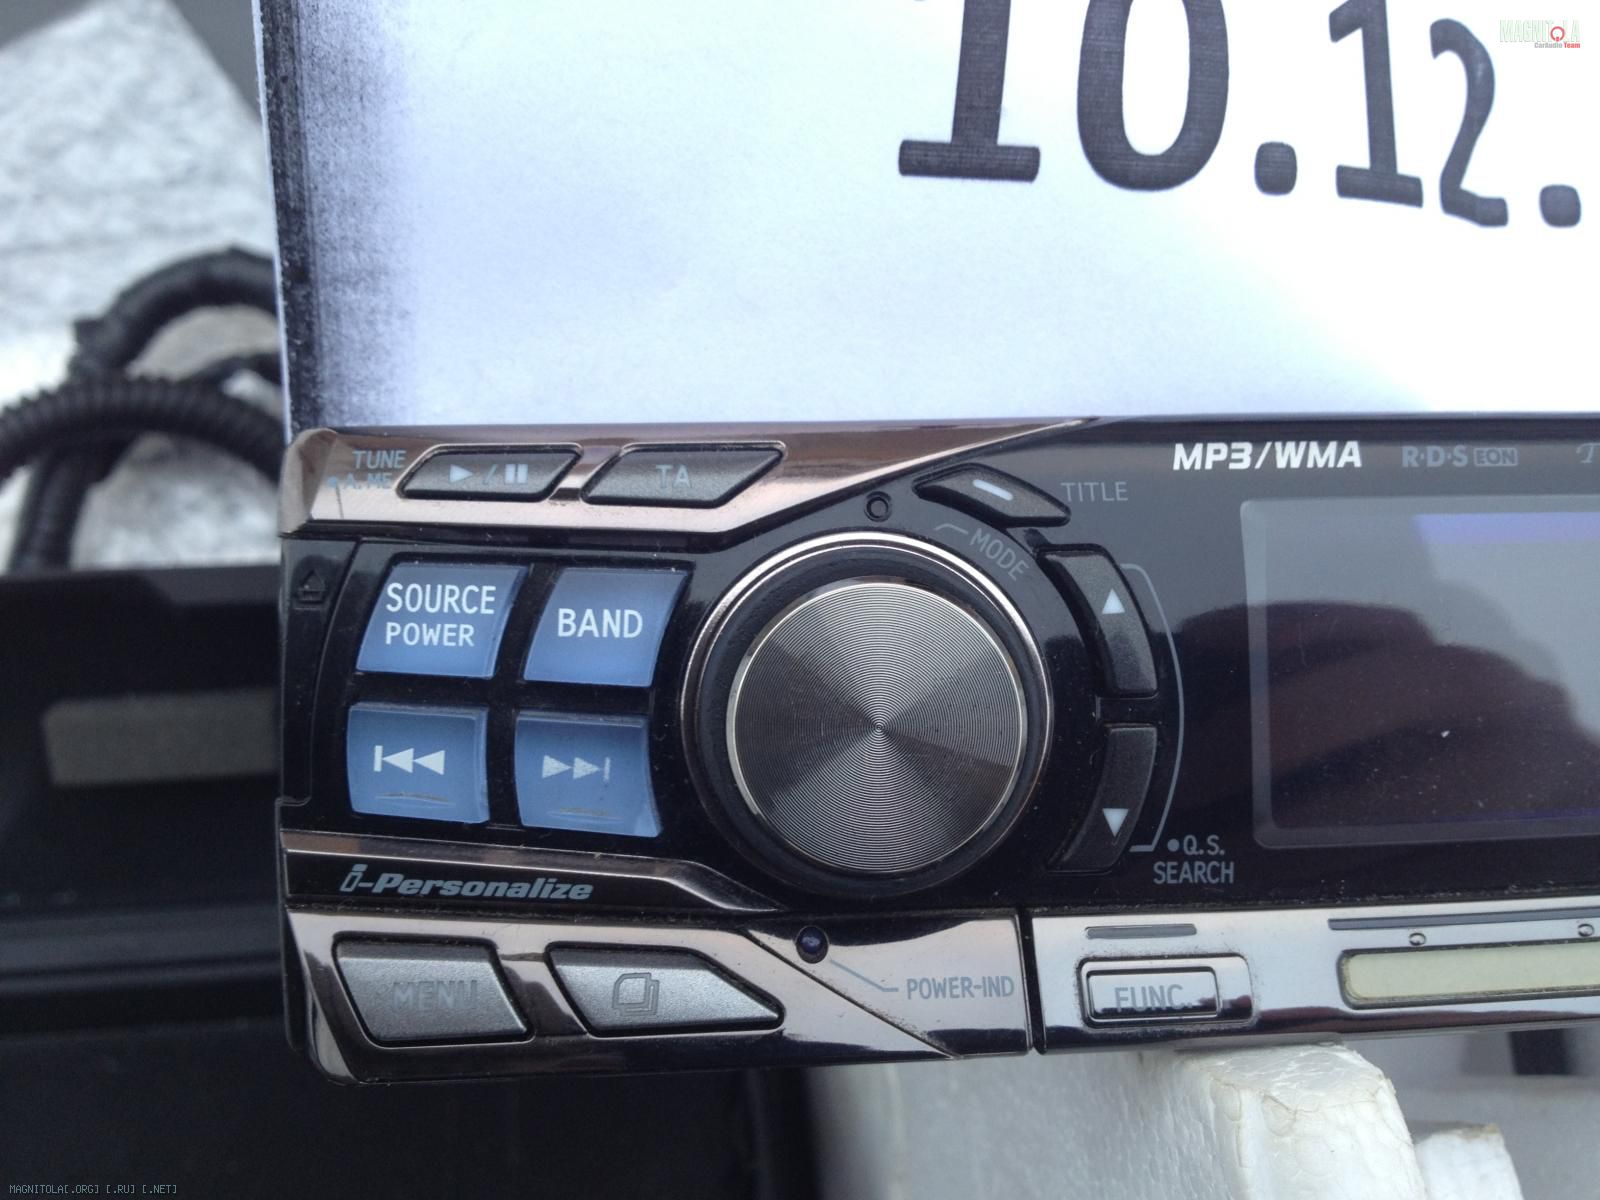 10.12.
MAGNITOLA
CarAudio Team
TUNE
A.ME
TA
MP3/WMA
R·D·S EON
T
TITLE
MODE
SOURCE
POWER
BAND
Q.S.
SEARCH
i-Personalize
MENU
POWER-IND
FUNC.
MAGNITOLA[.ORG] [.RU] [.NET]